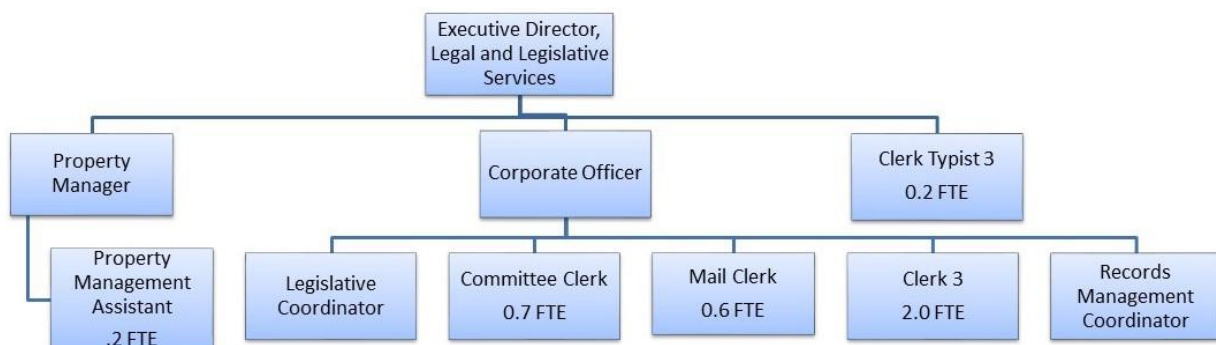 Executive Director,
Legal and Legislative
Services
Property
Manager
Corporate Officer
Clerk Typist 3
0.2 FTE
Property
Management
Assistant
.2 FTE
Legislative
Coordinator
Committee Clerk
0.7 FTE
Mail Clerk
0.6 FTE
Clerk 3
2.0 FTE
Records
Management
Coordinator